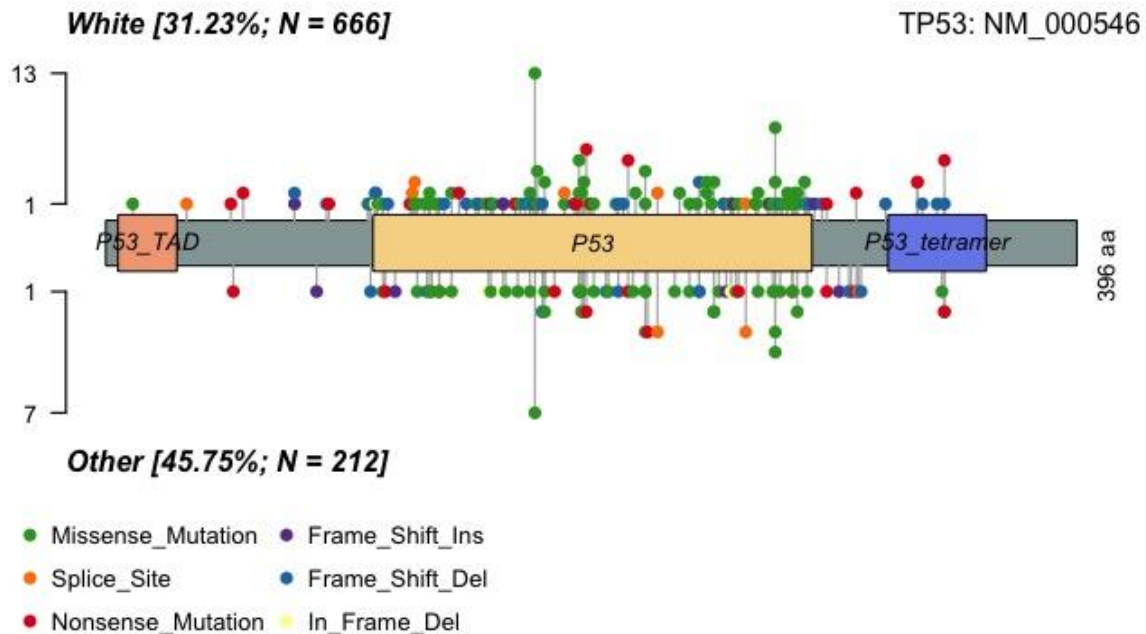 White [31.23%; N = 666]
TP53: NM_000546
13
1
P53_TAD
P53
P53_tetramer
396 aa
1
7
Other [45.75%; N = 212]
Missense_Mutation
Frame_Shift_Ins
Splice_Site
Frame_Shift_Del
Nonsense_Mutation
In_Frame_Del